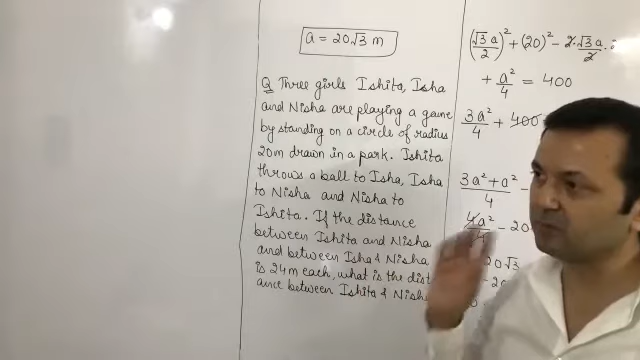 a = 20√3 m
Q Three girls Ishita, Isha
and Nisha are playing a game
by standing on a circle of radius
20m drawn in a park. Ishita
throws a ball to Isha, Isha
to Nisha and Nisha to
Ishita. If the distance
between Ishita and Nisha
and between Isha & Nisha
is 24m each, what is the dist
ance between Ishita & Nisha
(√3 a/2)² + (20)² - 2·√3 a/2
+ a²/4 = 400
3a²/4 + 400
3a² + a²/4 -
4a²/4 - 20
20√3